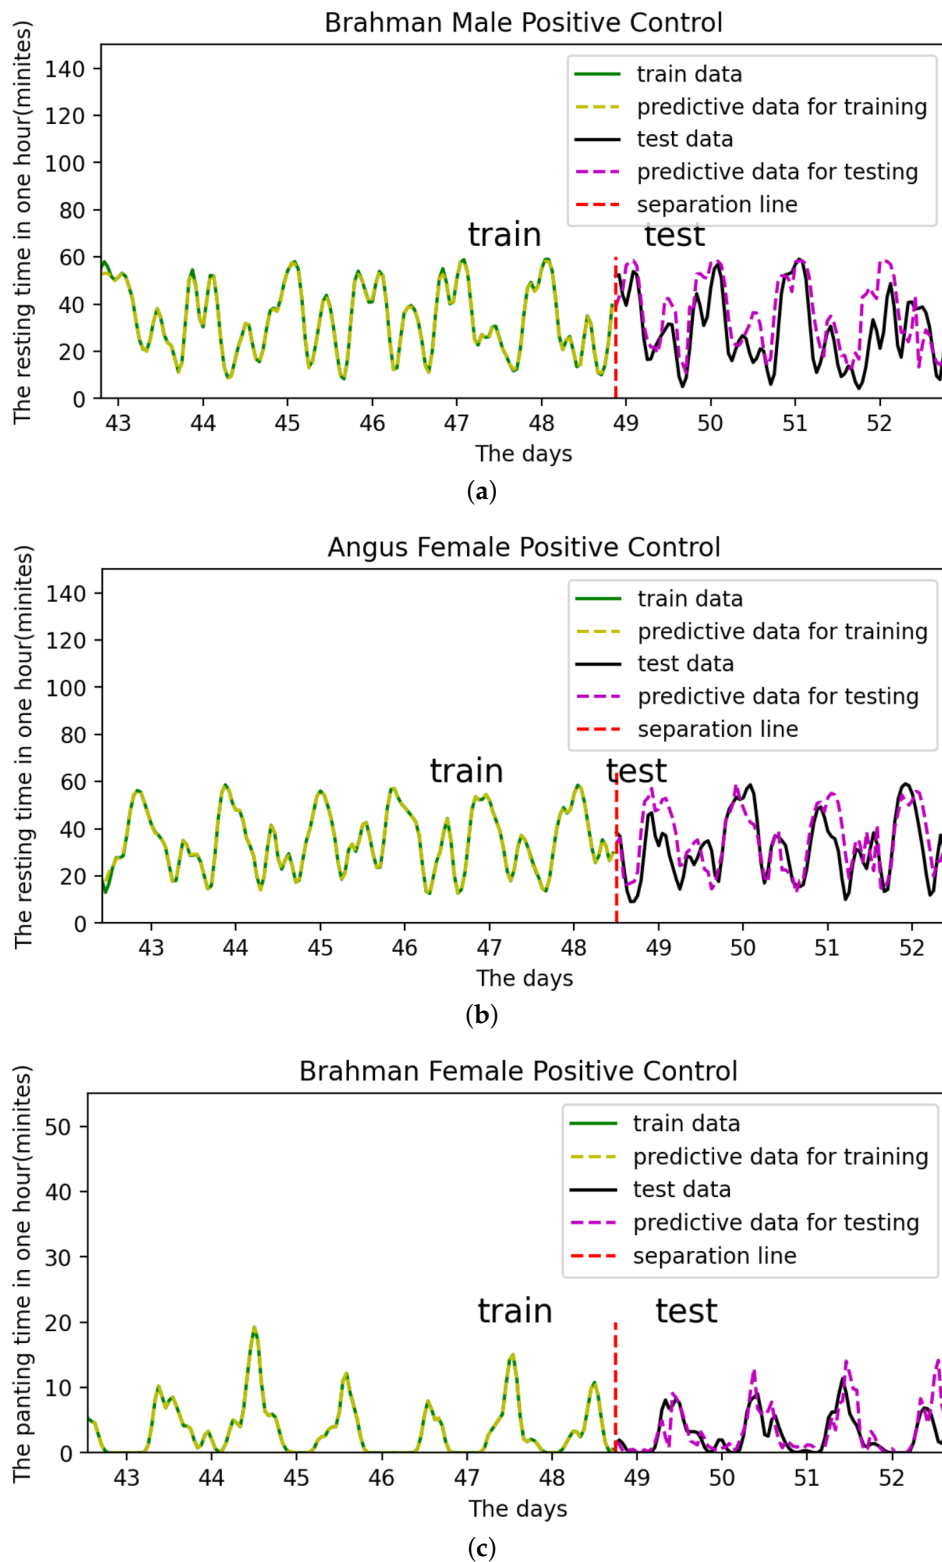 Brahman Male Positive Control
The resting time in one hour(minites)
140
120
100
80
60
40
20
0
train data
predictive data for training
test data
predictive data for testing
separation line
train test
43 44 45 46 47 48 49 50 51 52
The days
(a)
Angus Female Positive Control
The resting time in one hour(minites)
140
120
100
80
60
40
20
0
train data
predictive data for training
test data
predictive data for testing
separation line
train test
43 44 45 46 47 48 49 50 51 52
The days
(b)
Brahman Female Positive Control
The panting time in one hour(minites)
50
40
30
20
10
0
train data
predictive data for training
test data
predictive data for testing
separation line
train test
43 44 45 46 47 48 49 50 51 52
The days
(c)